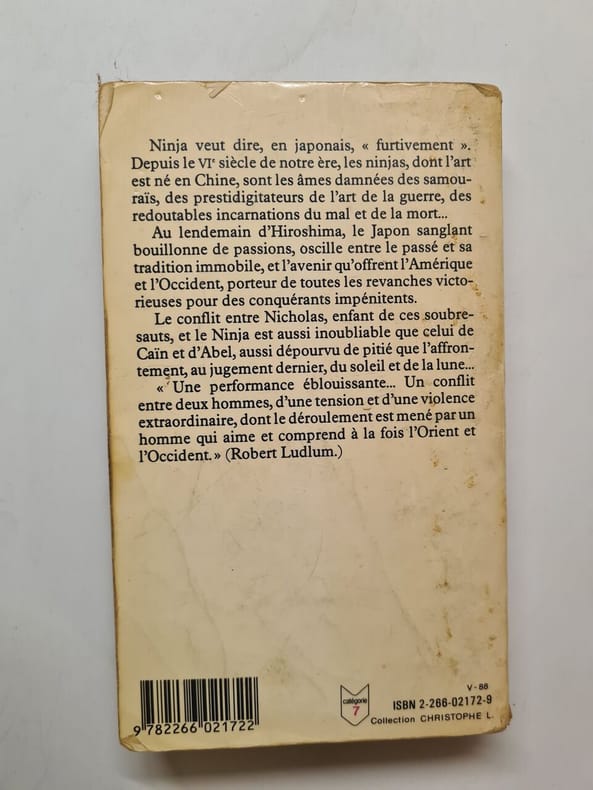 Ninja veut dire, en japonais, « furtivement ».
Depuis le VIe siècle de notre ère, les ninjas, dont l'art
est né en Chine, sont les âmes damnées des samou-
raïs, des prestidigitateurs de l'art de la guerre, des
redoutables incarnations du mal et de la mort...
Au lendemain d'Hiroshima, le Japon sanglant
bouillonne de passions, oscille entre le passé et sa
tradition immobile, et l'avenir qu'offrent l'Amérique
et l'Occident, porteur de toutes les revanches victo-
rieuses pour des conquérants impénitents.
Le conflit entre Nicholas, enfant de ces soubre-
sauts, et le Ninja est aussi inoubliable que celui de
Caïn et d'Abel, aussi dépourvu de pitié que l'affron-
tement, au jugement dernier, du soleil et de la lune...
« Une performance éblouissante... Un conflit
entre deux hommes, d'une tension et d'une violence
extraordinaire, dont le déroulement est mené par un
homme qui aime et comprend à la fois l'Orient et
l'Occident. » (Robert Ludlum.)
9 782266 021722
catégorie
7
V - 88
ISBN 2-266-02172-9
Collection CHRISTOPHE L.